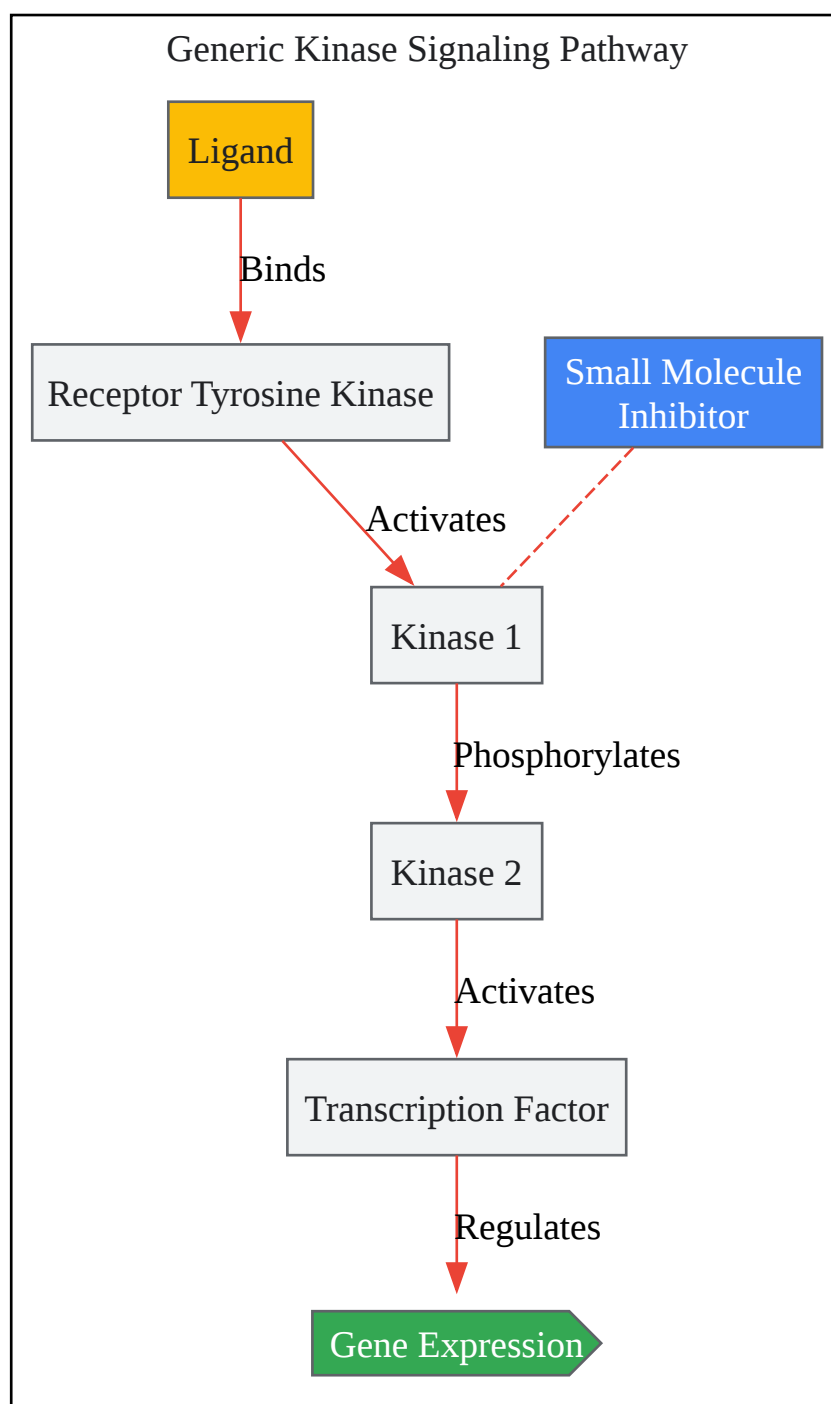 Generic Kinase Signaling Pathway
Ligand
Binds
Receptor Tyrosine Kinase
Small Molecule
Inhibitor
Activates
Kinase 1
Phosphorylates
Kinase 2
Activates
Transcription Factor
Regulates
Gene Expression